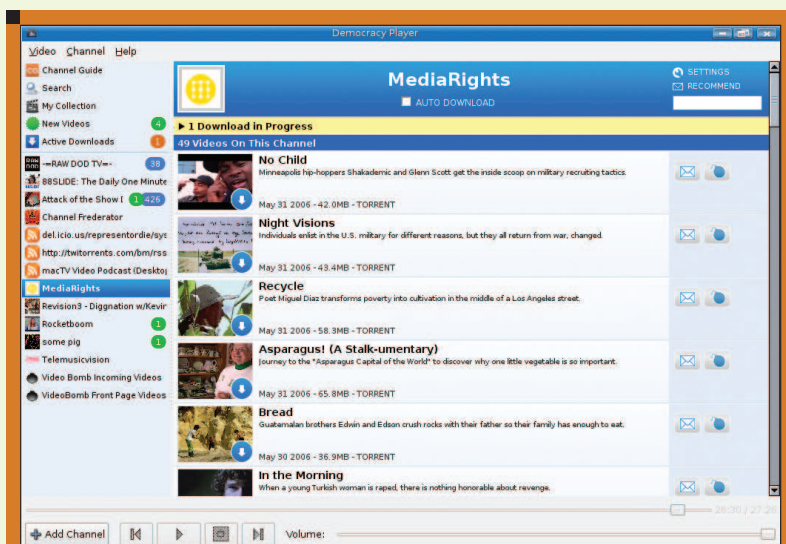 Democracy Player
Video Channel Help
Channel Guide
Search
My Collection
New Videos 4
Active Downloads 1
-=RAW DOD TV=- 38
88SLIDE: The Daily One Minute
Attack of the Show [ 1 426
Channel Frederator
del.icio.us/representordie/sys
http://twitorrents.com/bm/rss
macTV Video Podcast (Desktop
MediaRights
Revision3 - Diggnation w/Kevin
Rocketboom 1
some pig 1
Telemusicvision
Video Bomb Incoming Videos
VideoBomb Front Page Videos
MediaRights
AUTO DOWNLOAD
SETTINGS
RECOMMEND
1 Download in Progress
49 Videos On This Channel
No Child
Minneapolis hip-hoppers Shakademic and Glenn Scott get the inside scoop on military recruiting tactics.
May 31 2006 - 42.0MB - TORRENT
Night Visions
Individuals enlist in the U.S. military for different reasons, but they all return from war, changed.
May 31 2006 - 43.4MB - TORRENT
Recycle
Poet Miguel Diaz transforms poverty into cultivation in the middle of a Los Angeles street.
May 31 2006 - 58.3MB - TORRENT
Asparagus! (A Stalk-umentary)
Journey to the "Asparagus Capital of the World" to discover why one little vegetable is so important.
May 31 2006 - 65.8MB - TORRENT
Bread
Guatemalan brothers Edwin and Edson crush rocks with their father so their family has enough to eat.
May 30 2006 - 36.9MB - TORRENT
In the Morning
When a young Turkish woman is raped, there is nothing honorable about revenge.
26:30 / 27:26
Add Channel
Volume: